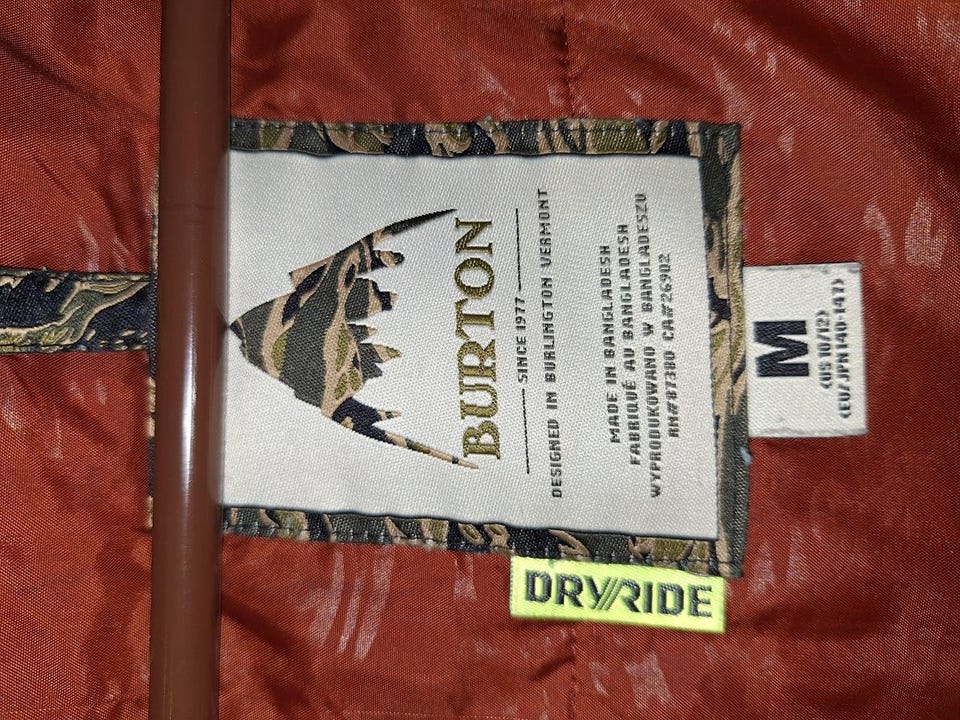 BURTON
SINCE 1977
DESIGNED IN BURLINGTON VERMONT
MADE IN BANGLADESH
FABRIQUÉ AU BANGLADESH
WYPRODUKOWANO W BANGLADESZU
RN#87380 CA#26902
DRYRIDE
M
(US 10/12)
(EU/JPN 140-147)